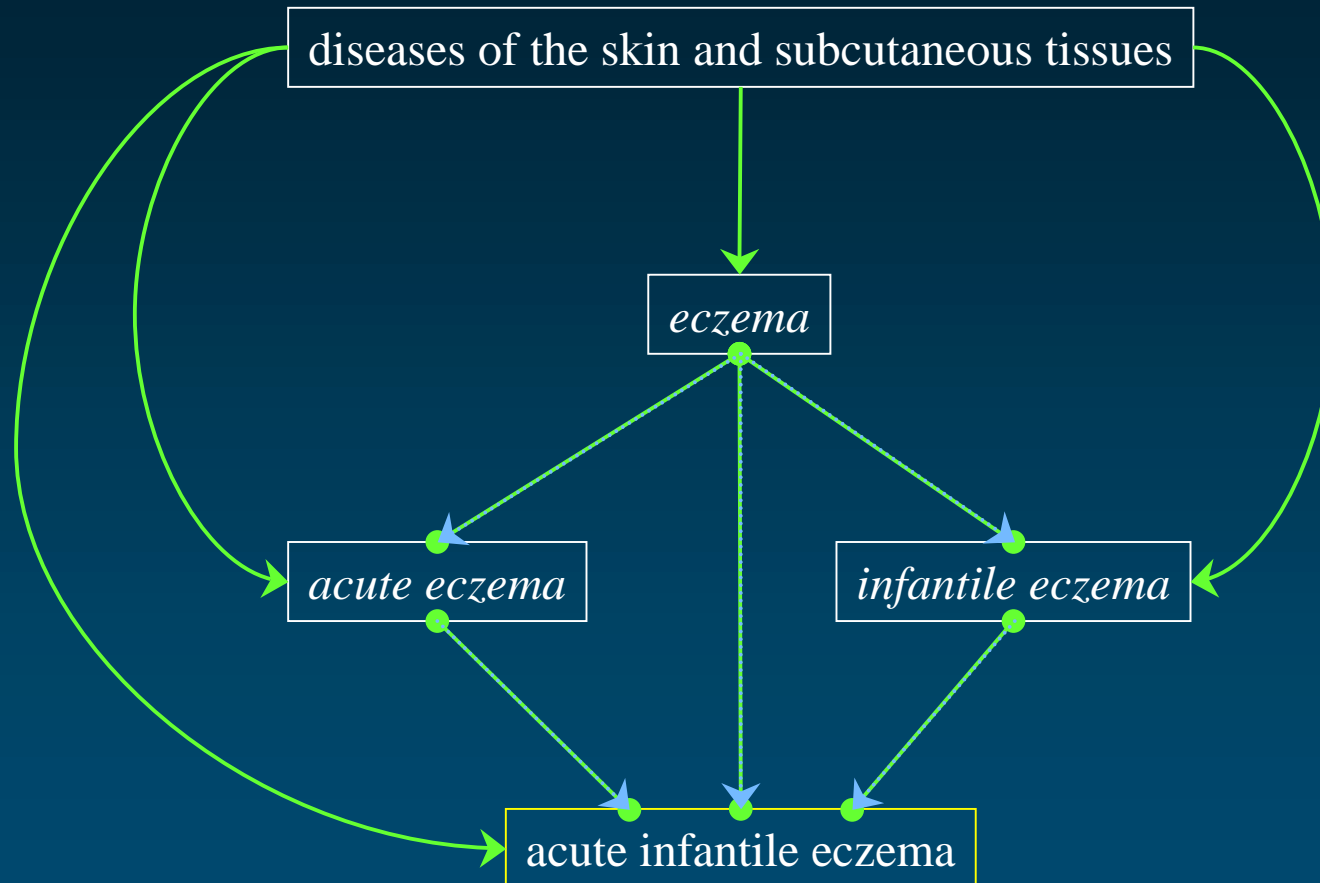 diseases of the skin and subcutaneous tissues
eczema
acute eczema
infantile eczema
acute infantile eczema